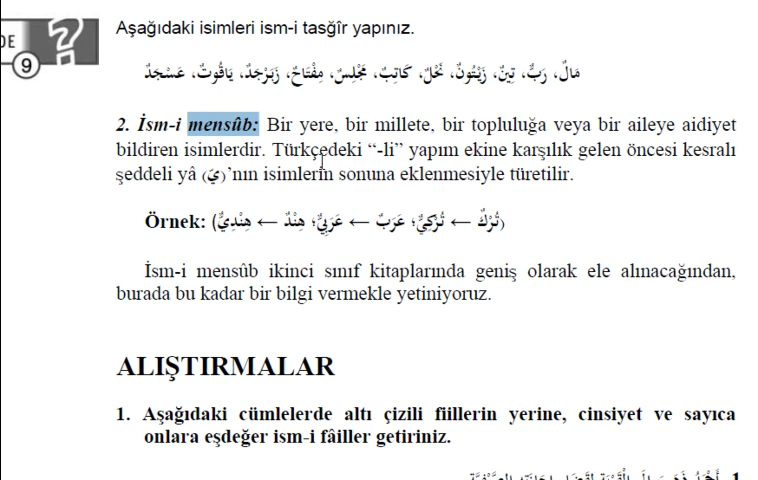 DE
9
Aşağıdaki isimleri ism-i tasğîr yapınız.
مَالٌ، رَبٌّ، تِينٌ، زَيْتُونٌ، نَخْلٌ، كَاتِبٌ، مَجْلِسٌ، مِفْتَاحٌ، زَبَرْجَدٌ، يَاقُوتٌ، عَسْجَدٌ
2. İsm-i mensûb: Bir yere, bir millete, bir topluluğa veya bir aileye aidiyet
bildiren isimlerdir. Türkçedeki “-li” yapım ekine karşılık gelen öncesi kesralı
şeddeli yâ (يّ)’nın isimlerin sonuna eklenmesiyle türetilir.
Örnek: (تُرْكٌ ← تُرْكِيٌّ؛ عَرَبٌ ← عَرَبِيٌّ؛ هِنْدٌ ← هِنْدِيٌّ)
İsm-i mensûb ikinci sınıf kitaplarında geniş olarak ele alınacağından,
burada bu kadar bir bilgi vermekle yetiniyoruz.
ALIŞTIRMALAR
1. Aşağıdaki cümlelerde altı çizili fiillerin yerine, cinsiyet ve sayıca
onlara eşdeğer ism-i fâiller getiriniz.